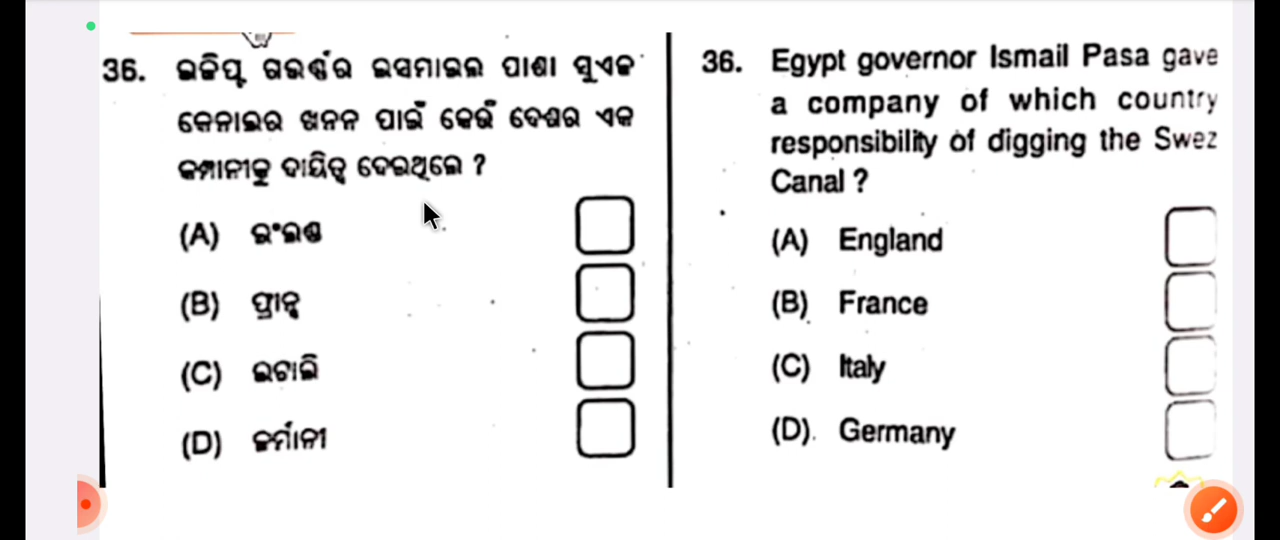 36. ଇଜିପ୍ଟ ଗଭର୍ଣ୍ଣର ଇସମାଇଲ ପାଶା ସୁଏଜ
କେନାଲର ଖନନ ପାଇଁ କେଉଁ ଦେଶର ଏକ
କମ୍ପାନୀକୁ ଦାୟିତ୍ୱ ଦେଇଥିଲେ ?
(A) ଇଂଲଣ୍ଡ
(B) ଫ୍ରାନ୍ସ
(C) ଇଟାଲି
(D) ଜର୍ମାନୀ
36. Egypt governor Ismail Pasa gave
a company of which country
responsibility of digging the Swez
Canal ?
(A) England
(B) France
(C) Italy
(D). Germany